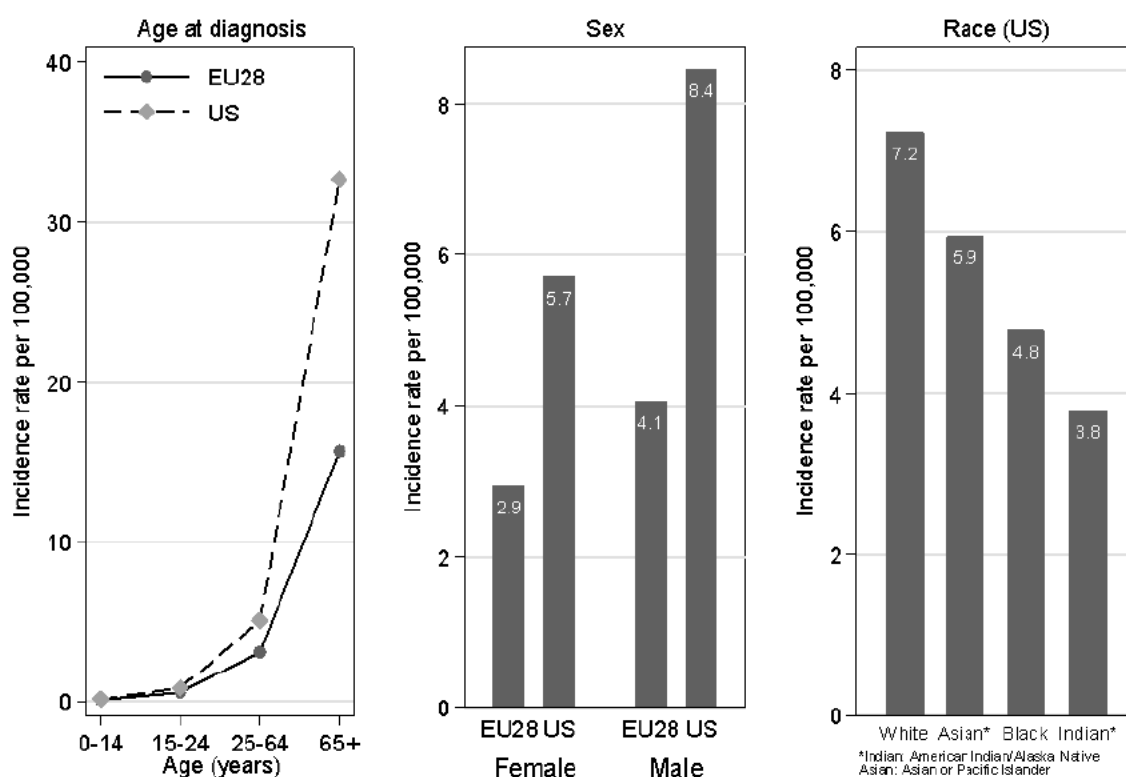 Age at diagnosis
40
30
20
10
0
EU28
US
Incidence rate per 100,000
0-14 15-24 25-64 65+
Age (years)
Sex
8
6
4
2
0
Incidence rate per 100,000
2.9
5.7
4.1
8.4
EU28 US EU28 US
Female Male
Race (US)
8
6
4
2
0
Incidence rate per 100,000
7.2
5.9
4.8
3.8
White Asian* Black Indian*
*Indian: American Indian/Alaska Native
Asian: Asian or Pacific Islander